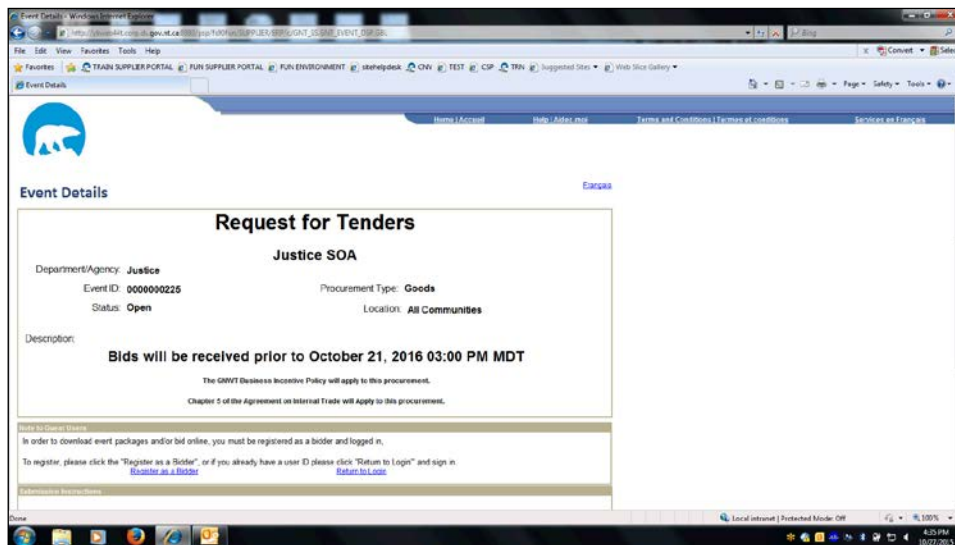 Event Details - Windows Internet Explorer
Bing
File Edit View Favorites Tools Help
Convert
Favorites TRAIN SUPPLIER PORTAL FUN SUPPLIER PORTAL FUN ENVIRONMENT sitehelpdesk CNV TEST CSP TRN Suggested Sites Web Slice Gallery
Event Details
Page Safety Tools
Home | Accueil Help | Aidez moi Terms and Conditions | Termes et conditions Services en Français
Français
Event Details
Request for Tenders
Justice SOA
Department/Agency: Justice
Event ID: 0000000225 Procurement Type: Goods
Status: Open Location: All Communities
Description:
Bids will be received prior to October 21, 2016 03:00 PM MDT
The GNWT Business Incentive Policy will apply to this procurement.
Chapter 5 of the Agreement on Internal Trade will Apply to this procurement.
Note to Guest Users
In order to download event packages and/or bid online, you must be registered as a bidder and logged in,
To register, please click the "Register as a Bidder", or if you already have a user ID please click "Return to Login" and sign in.
Register as a Bidder Return to Login
Submission Instructions
Done Local intranet | Protected Mode: Off 100%
4:35 PM
10/27/2015